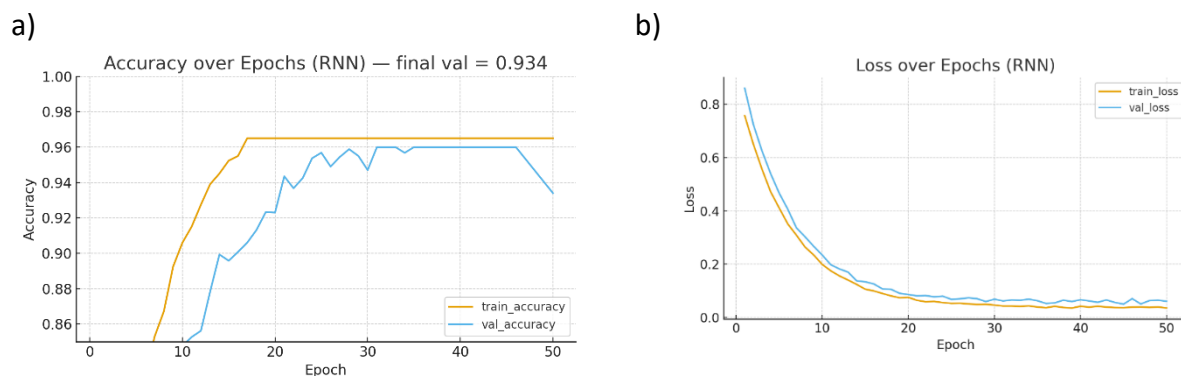 a)
Accuracy over Epochs (RNN) — final val = 0.934
1.00
0.98
0.96
0.94
0.92
0.90
0.88
0.86
Accuracy
train_accuracy
val_accuracy
0 10 20 30 40 50
Epoch
b)
Loss over Epochs (RNN)
train_loss
val_loss
0.8
0.6
0.4
0.2
0.0
Loss
0 10 20 30 40 50
Epoch